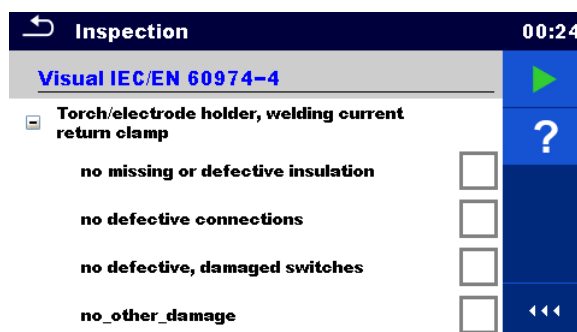 Inspection 00:24
Visual IEC/EN 60974-4
Torch/electrode holder, welding current
return clamp
?
no missing or defective insulation
no defective connections
no defective, damaged switches
no_other_damage